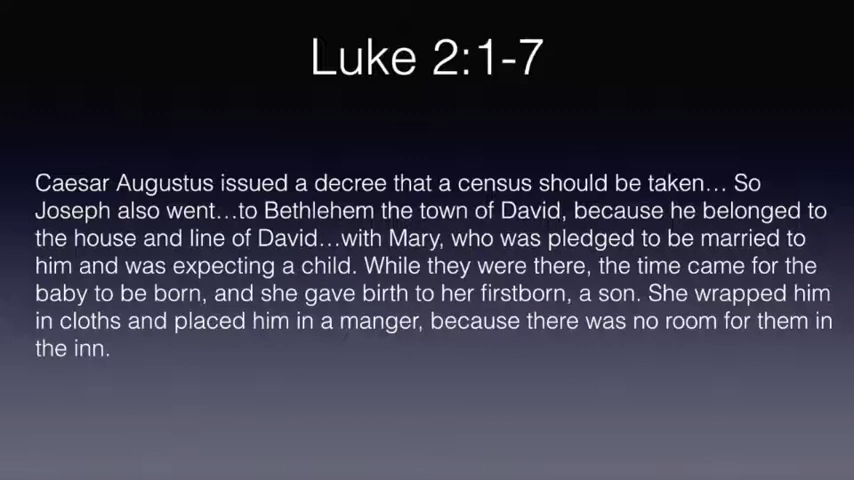 Luke 2:1-7
Caesar Augustus issued a decree that a census should be taken… So
Joseph also went…to Bethlehem the town of David, because he belonged to
the house and line of David…with Mary, who was pledged to be married to
him and was expecting a child. While they were there, the time came for the
baby to be born, and she gave birth to her firstborn, a son. She wrapped him
in cloths and placed him in a manger, because there was no room for them in
the inn.